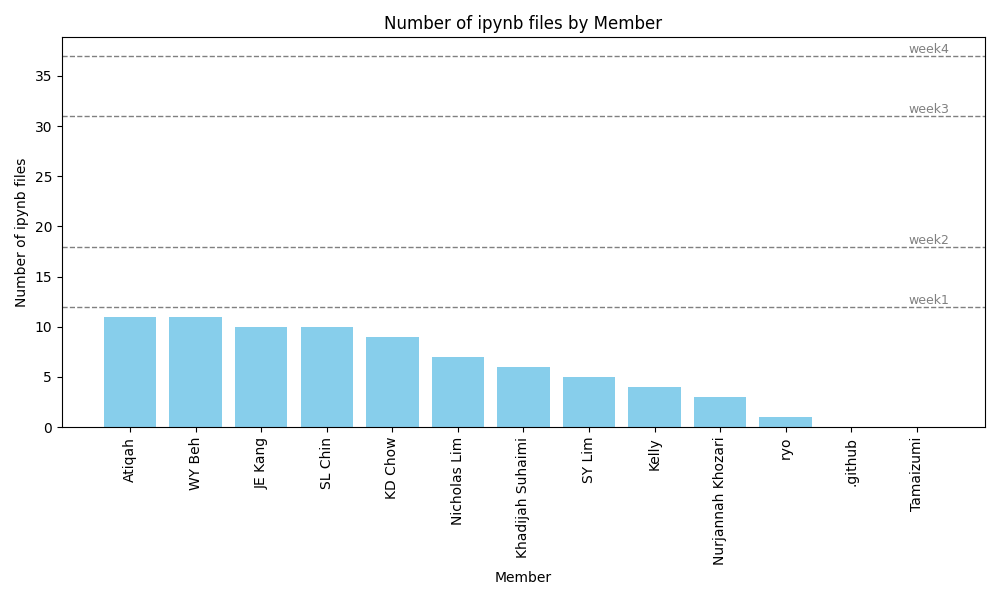 Number of ipynb files by Member
Number of ipynb files
35
30
25
20
15
10
5
0
week4
week3
week2
week1
Atiqah
WY Beh
JE Kang
SL Chin
KD Chow
Nicholas Lim
Khadijah Suhaimi
SY Lim
Kelly
Nurjannah Khozari
ryo
.github
Tamaizumi
Member